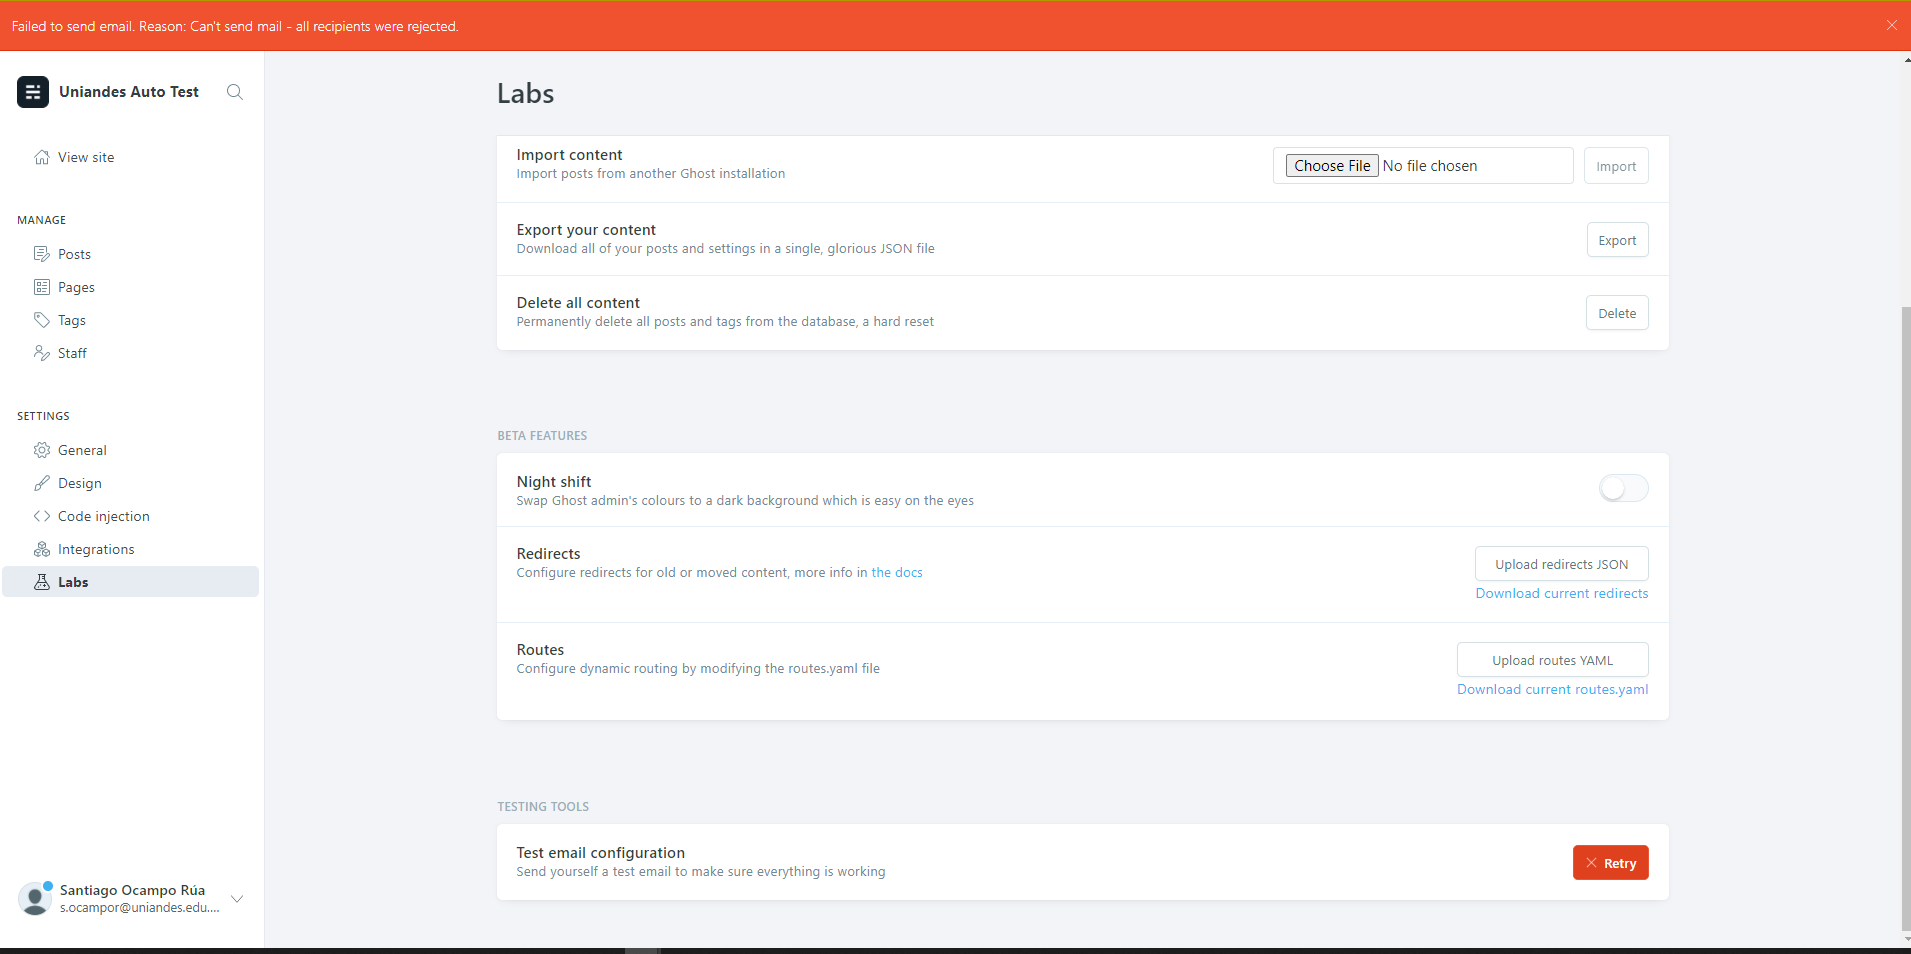 Failed to send email. Reason: Can't send mail - all recipients were rejected.
Uniandes Auto Test
View site
MANAGE
Posts
Pages
Tags
Staff
SETTINGS
General
Design
Code injection
Integrations
Labs
Santiago Ocampo Rúa
s.ocampor@uniandes.edu....
Labs
Import content
Import posts from another Ghost installation
Choose File No file chosen
Import
Export your content
Download all of your posts and settings in a single, glorious JSON file
Export
Delete all content
Permanently delete all posts and tags from the database, a hard reset
Delete
BETA FEATURES
Night shift
Swap Ghost admin's colours to a dark background which is easy on the eyes
Redirects
Configure redirects for old or moved content, more info in the docs
Upload redirects JSON
Download current redirects
Routes
Configure dynamic routing by modifying the routes.yaml file
Upload routes YAML
Download current routes.yaml
TESTING TOOLS
Test email configuration
Send yourself a test email to make sure everything is working
Retry